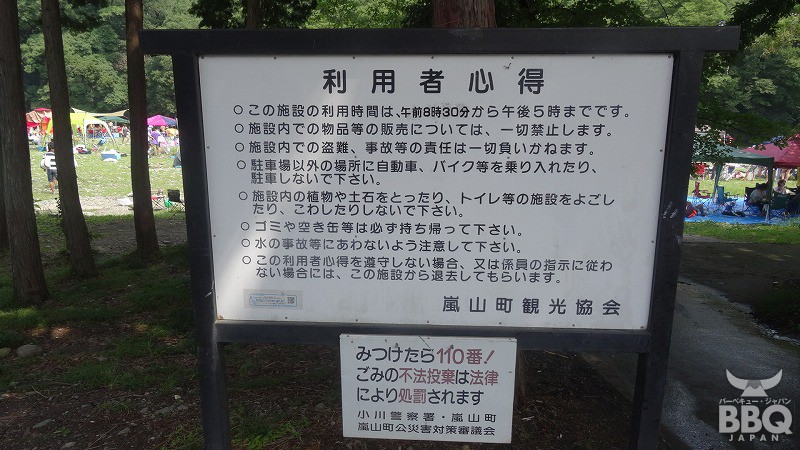 利用者心得
○この施設の利用時間は、午前8時30分から午後5時までです。
○施設内での物品等の販売については、一切禁止します。
○施設内での盗難、事故等の責任は一切負いかねます。
○駐車場以外の場所に自動車、バイク等を乗り入れたり、
駐車しないで下さい。
○施設内の植物や土石をとったり、トイレ等の施設をよごし
たり、こわしたりしないで下さい。
○ゴミや空き缶等は必ず持ち帰って下さい。
○水の事故等にあわないよう注意して下さい。
○この利用者心得を遵守しない場合、又は係員の指示に従わ
ない場合には、この施設から退去してもらいます。
嵐山町観光協会
みつけたら110番!
ごみの不法投棄は法律
により処罰されます
小川警察署・嵐山町
嵐山町公災害対策審議会
バーベキュー・ジャパン
BBQ
JAPAN